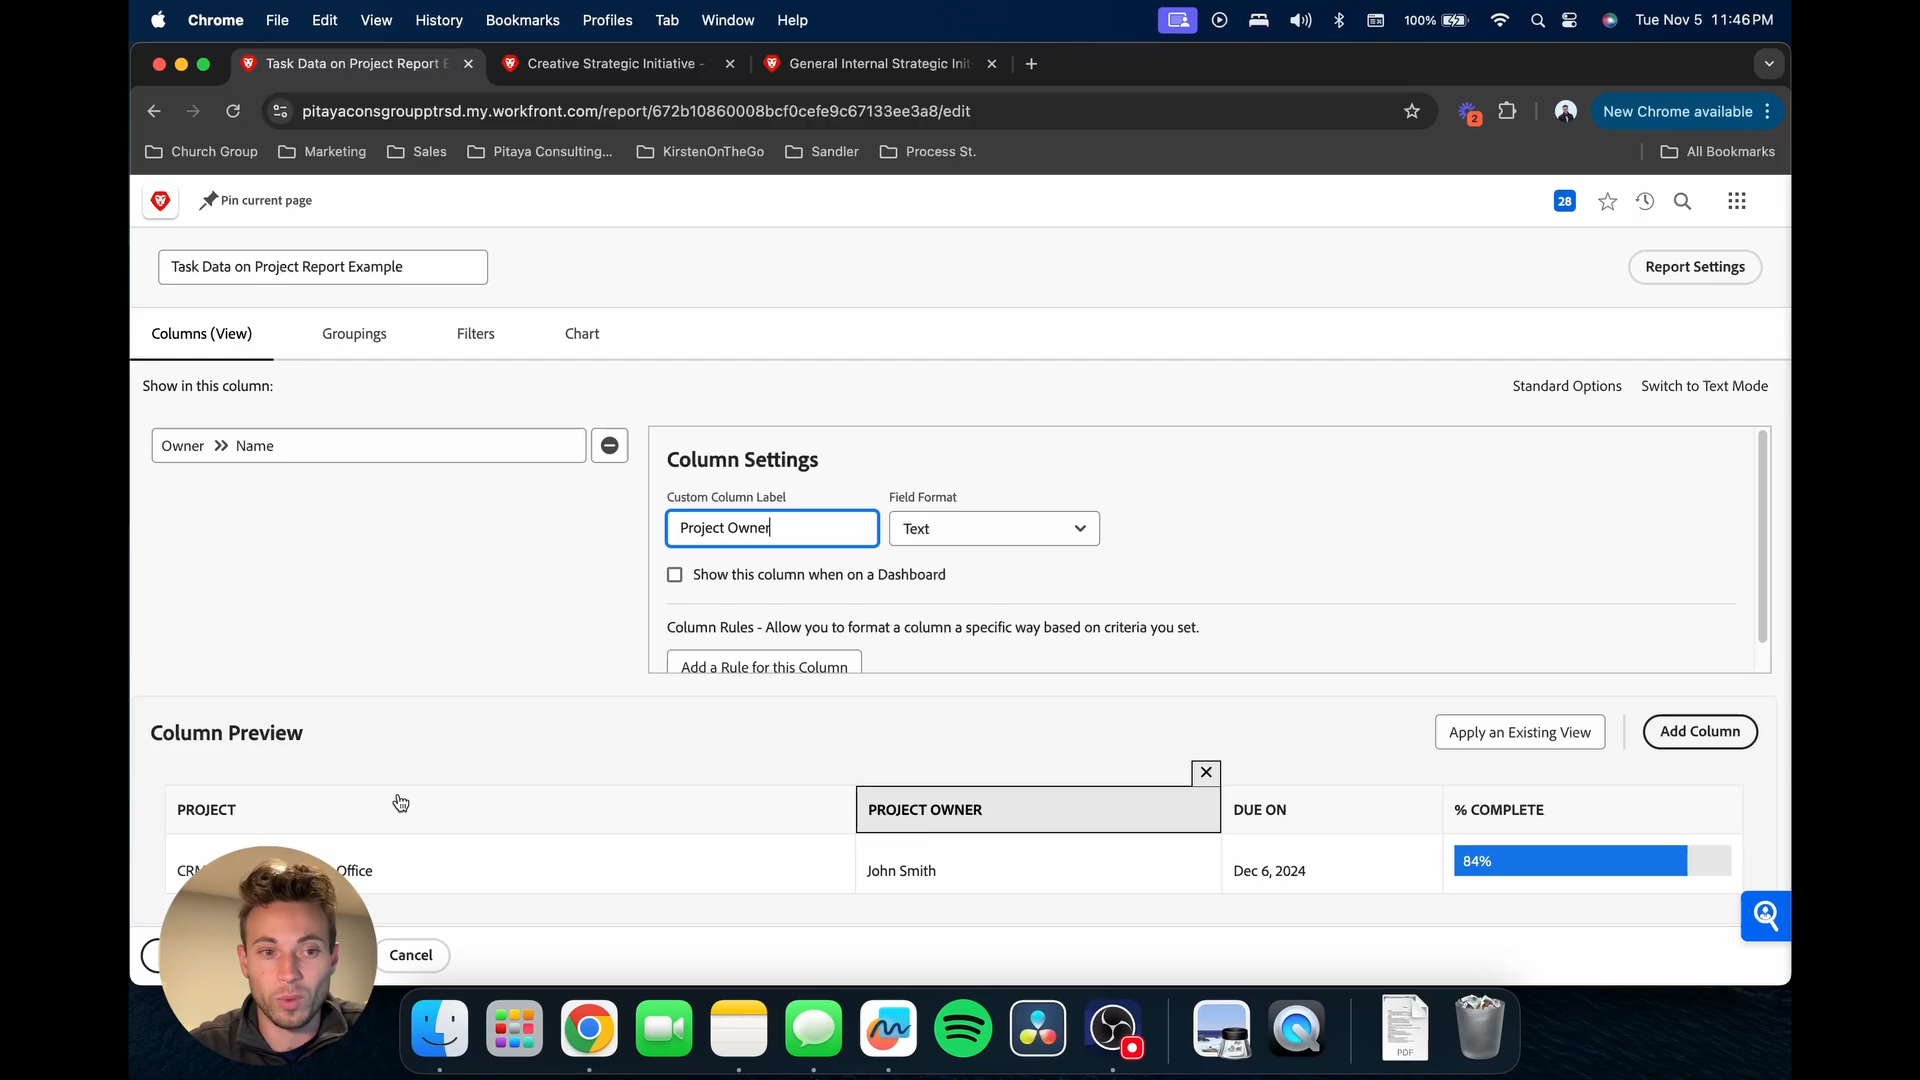 Chrome File Edit View History Bookmarks Profiles Tab Window Help 100% Tue Nov 5 11:46 PM
Task Data on Project Report E Creative Strategic Initiative - General Internal Strategic Init
pitayaconsgroupptrsd.my.workfront.com/report/672b10860008bcf0cefe9c67133ee3a8/edit 2 New Chrome available
Church Group Marketing Sales Pitaya Consulting... KirstenOnTheGo Sandler Process St. All Bookmarks
Pin current page 28
Task Data on Project Report Example Report Settings
Columns (View) Groupings Filters Chart
Show in this column: Standard Options Switch to Text Mode
Owner Name
Column Settings
Custom Column Label Field Format
Project Owner Text
Show this column when on a Dashboard
Column Rules - Allow you to format a column a specific way based on criteria you set.
Add a Rule for this Column
Column Preview Apply an Existing View Add Column
PROJECT PROJECT OWNER DUE ON % COMPLETE
Office John Smith Dec 6, 2024 84%
Cancel
PDF